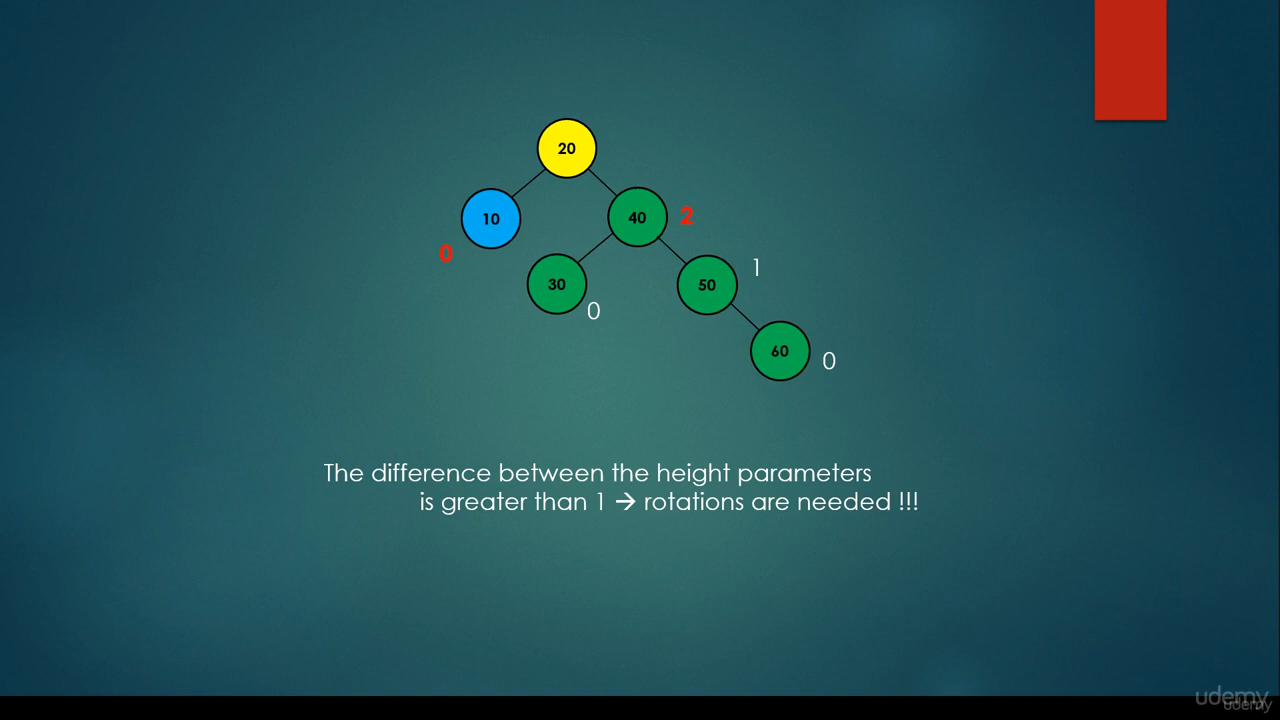 20
10
40
2
0
30
50
1
0
60
0
The difference between the height parameters
is greater than 1 → rotations are needed !!!
udemy
udemy